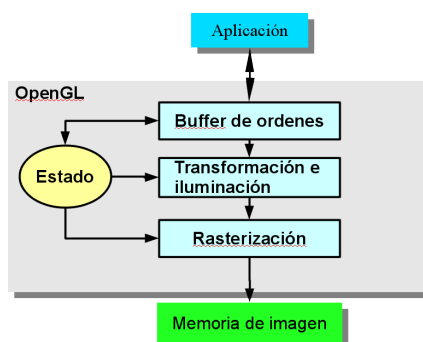 Aplicación
OpenGL
Buffer de ordenes
Transformación e
iluminación
Estado
Rasterización
Memoria de imagen